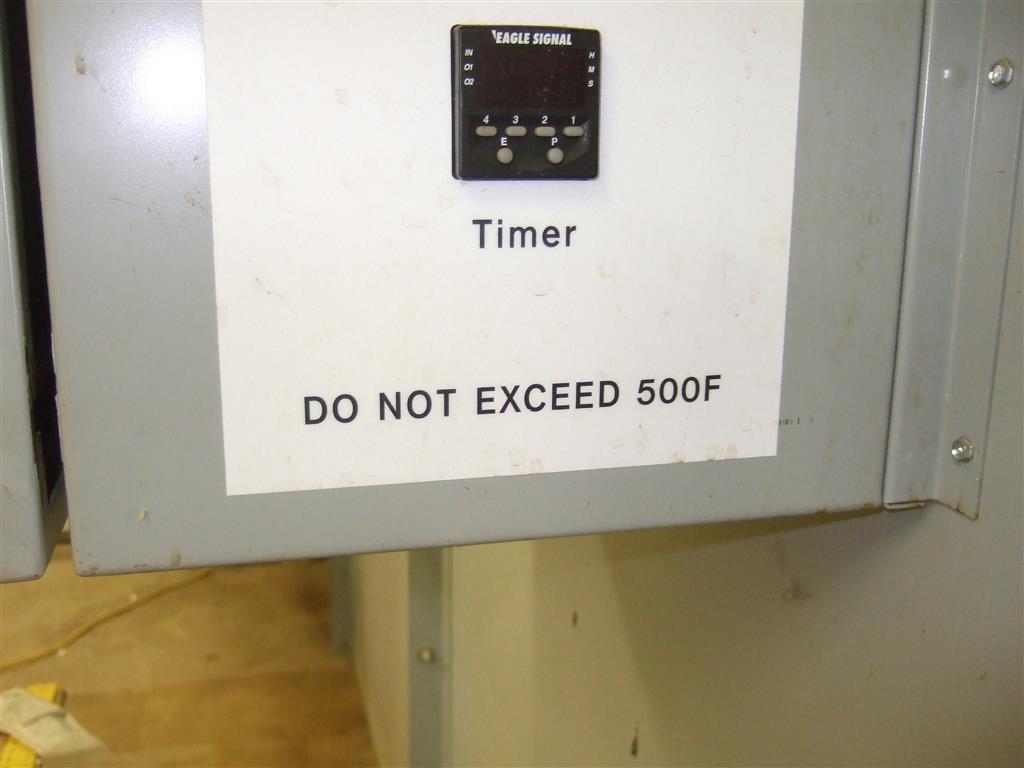 EAGLE SIGNAL
IN H
O1 M
O2 S
4 3 2 1
E P
Timer
DO NOT EXCEED 500F